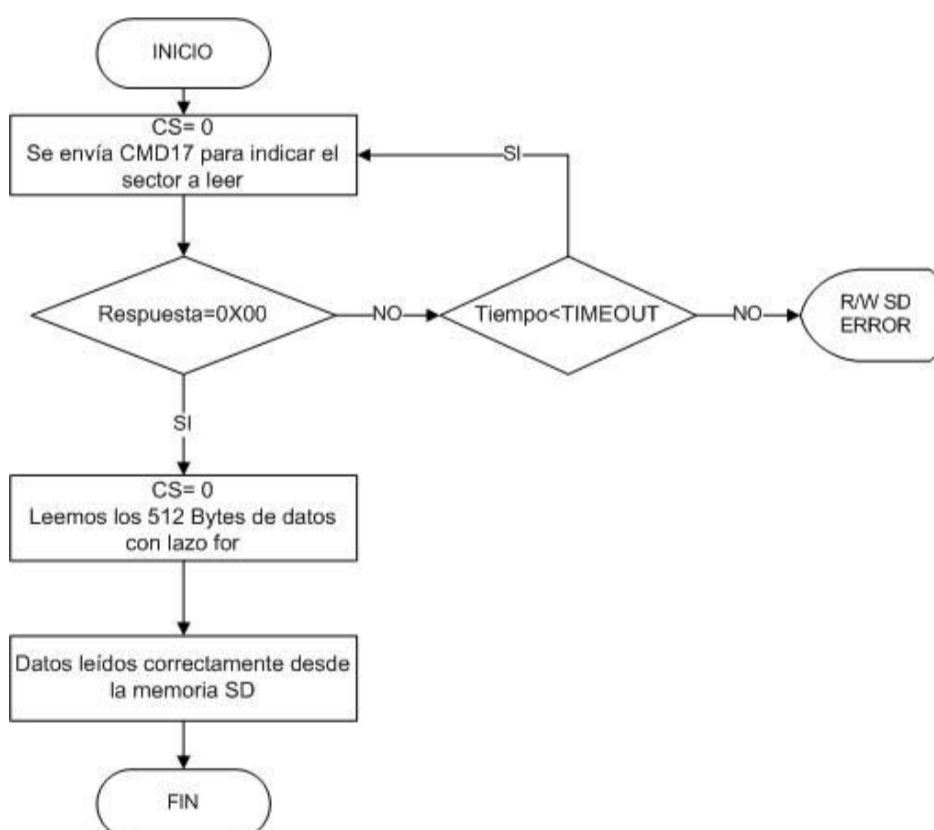 INICIO
CS= 0
Se envía CMD17 para indicar el
sector a leer
SI
Respuesta=0X00
NO
Tiempo<TIMEOUT
NO
R/W SD
ERROR
SI
CS= 0
Leemos los 512 Bytes de datos
con lazo for
Datos leídos correctamente desde
la memoria SD
FIN